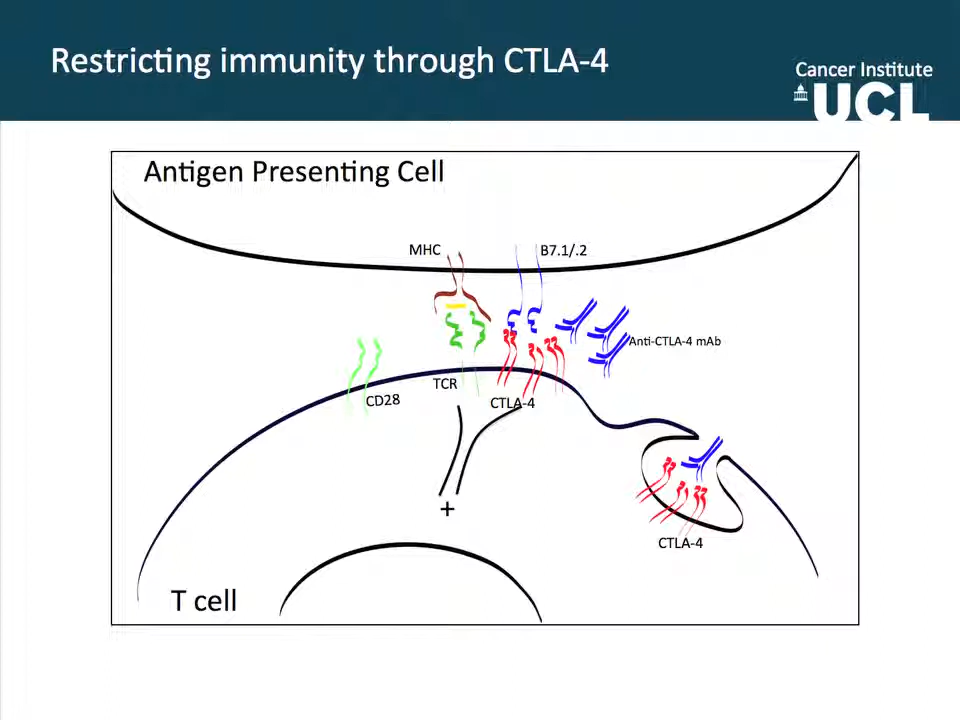 Restricting immunity through CTLA-4
Cancer Institute
UCL
Antigen Presenting Cell
MHC
B7.1/.2
Anti-CTLA-4 mAb
TCR
CD28
CTLA-4
+
CTLA-4
T cell